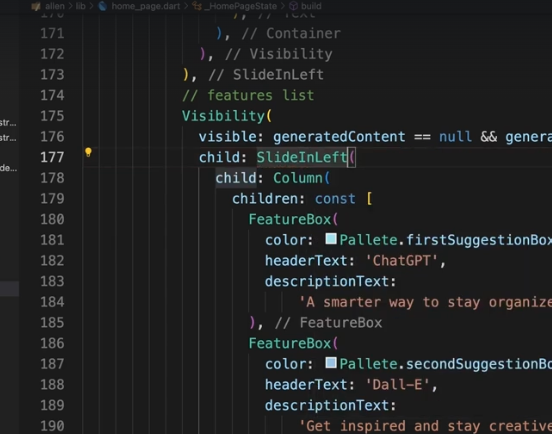 alien > lib > home_page.dart > _HomePageState > build
170 ), // Text
171 ), // Container
172 ), // Visibility
173 ), // SlideInLeft
174 // features list
175 Visibility(
176 visible: generatedContent == null && genera
177 child: SlideInLeft(
178 child: Column(
179 children: const [
180 FeatureBox(
181 color: Pallete.firstSuggestionBox
182 headerText: 'ChatGPT',
183 descriptionText:
184 'A smarter way to stay organize
185 ), // FeatureBox
186 FeatureBox(
187 color: Pallete.secondSuggestionBo
188 headerText: 'Dall-E',
189 descriptionText:
190 'Get inspired and stay creative
str...
str...
de...